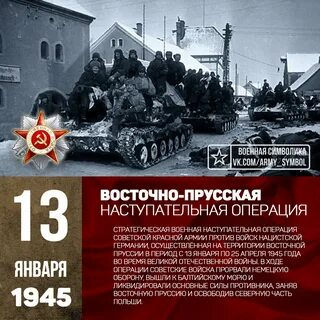 ВОЕННАЯ СИМВОЛИКА
VK.COM/ARMY_SYMBOL
13
ЯНВАРЯ
1945
ВОСТОЧНО-ПРУССКАЯ
НАСТУПАТЕЛЬНАЯ ОПЕРАЦИЯ
СТРАТЕГИЧЕСКАЯ ВОЕННАЯ НАСТУПАТЕЛЬНАЯ ОПЕРАЦИЯ
СОВЕТСКОЙ КРАСНОЙ АРМИИ ПРОТИВ ВОЙСК НАЦИСТСКОЙ
ГЕРМАНИИ, ОСУЩЕСТВЛЁННАЯ НА ТЕРРИТОРИИ ВОСТОЧНОЙ
ПРУССИИ В ПЕРИОД С 13 ЯНВАРЯ ПО 25 АПРЕЛЯ 1945 ГОДА
ВО ВРЕМЯ ВЕЛИКОЙ ОТЕЧЕСТВЕННОЙ ВОЙНЫ. В ХОДЕ
ОПЕРАЦИИ СОВЕТСКИЕ ВОЙСКА ПРОРВАЛИ НЕМЕЦКУЮ
ОБОРОНУ, ВЫШЛИ К БАЛТИЙСКОМУ МОРЮ И
ЛИКВИДИРОВАЛИ ОСНОВНЫЕ СИЛЫ ПРОТИВНИКА, ЗАНЯВ
ВОСТОЧНУЮ ПРУССИЮ И ОСВОБОДИВ СЕВЕРНУЮ ЧАСТЬ
ПОЛЬШИ.